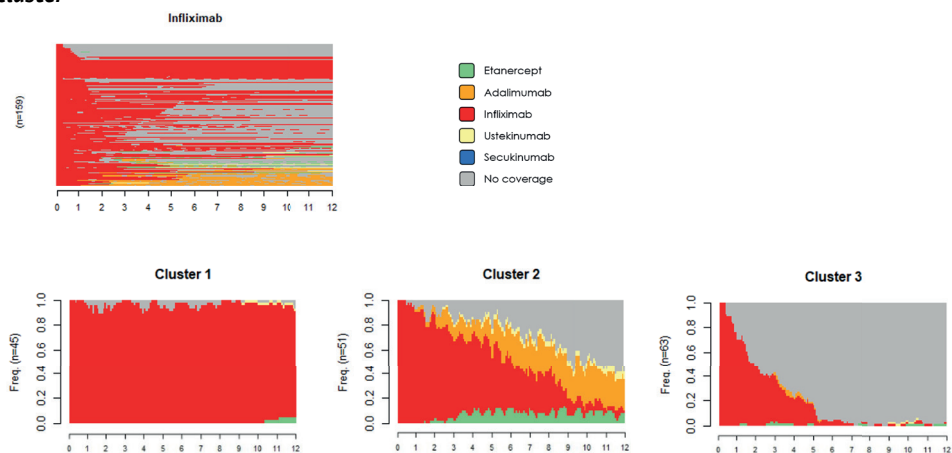 Cluster
Infliximab
(n=159)
0 1 2 3 4 5 6 7 8 9 10 11 12
Etanercept
Adalimumab
Infliximab
Ustekinumab
Secukinumab
No coverage
Cluster 1
Freq. (n=45)
1.0
0.8
0.6
0.4
0.2
0.0
0 1 2 3 4 5 6 7 8 9 10 11 12
Cluster 2
Freq. (n=51)
1.0
0.8
0.6
0.4
0.2
0.0
0 1 2 3 4 5 6 7 8 9 10 11 12
Cluster 3
Freq. (n=63)
1.0
0.8
0.6
0.4
0.2
0.0
0 1 2 3 4 5 6 7 8 9 10 11 12